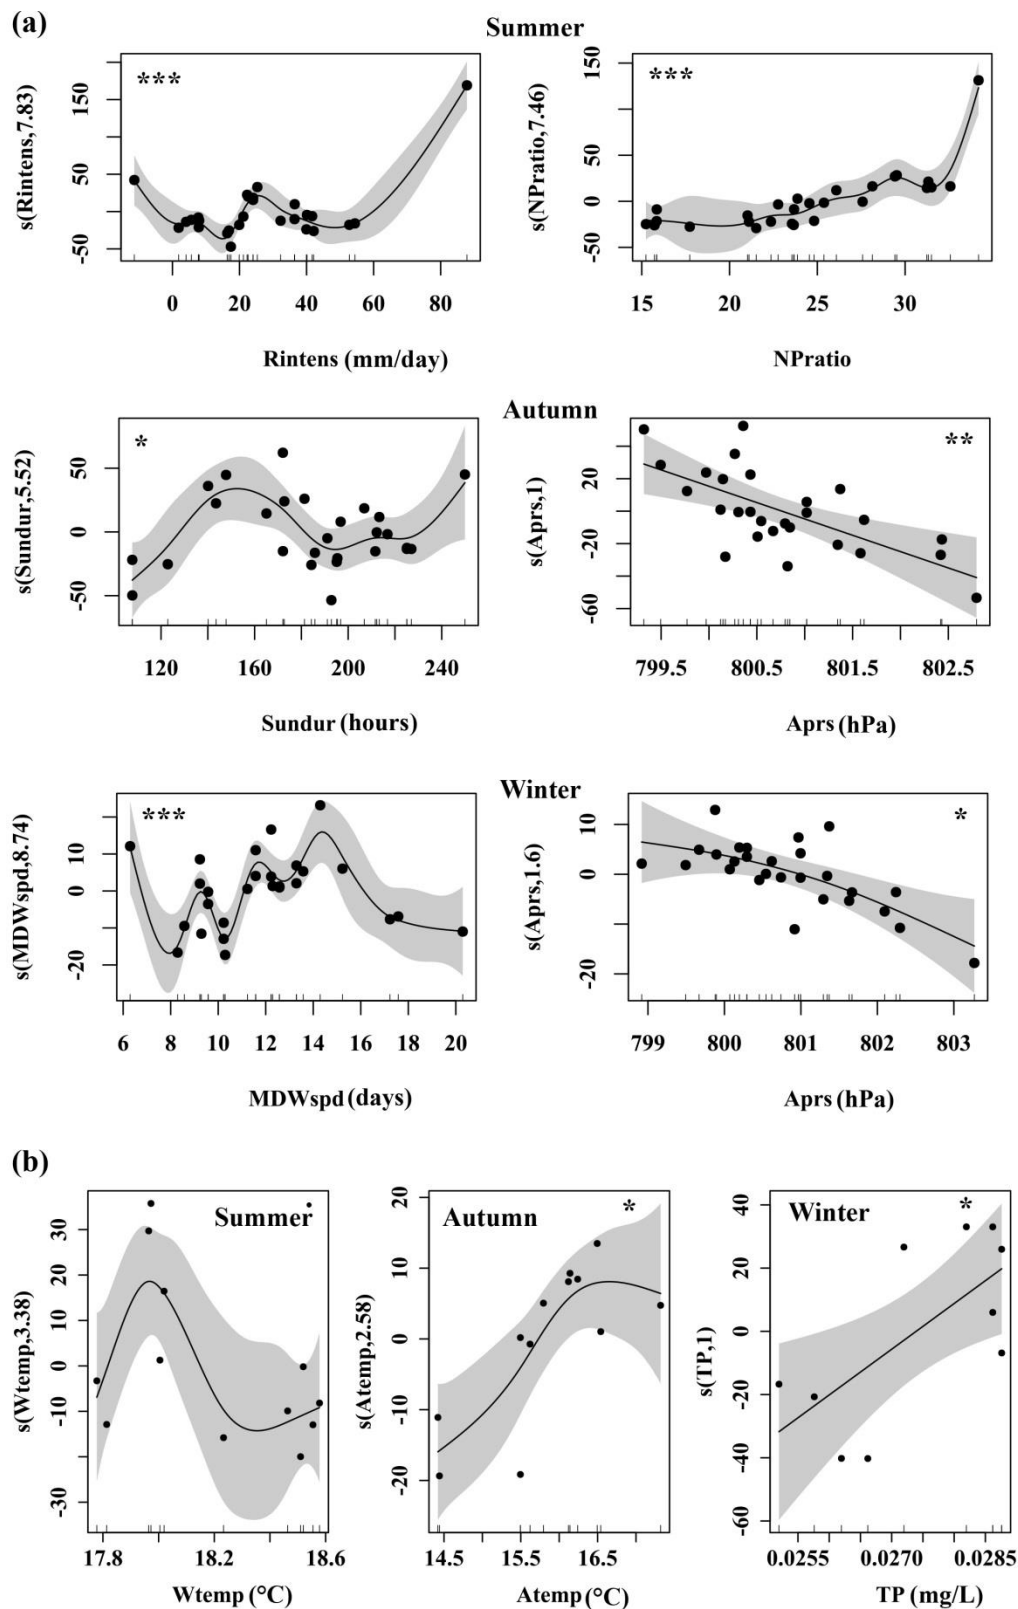 (a)
Summer
***
s(Rintens,7.83)
-50 50 150
0 20 40 60 80
Rintens (mm/day)
***
s(NPratio,7.46)
-50 0 50 150
15 20 25 30
NPratio
Autumn
*
s(Sundur,5.52)
-50 0 50
120 160 200 240
Sundur (hours)
**
s(Aprs,1)
-60 -20 20
799.5 800.5 801.5 802.5
Aprs (hPa)
Winter
***
s(MDWspd,8.74)
-20 0 10
6 8 10 12 14 16 18 20
MDWspd (days)
*
s(Aprs,1.6)
-20 0 10
799 800 801 802 803
Aprs (hPa)
(b)
Summer
s(Wtemp,3.38)
-30 -10 0 10 30
17.8 18.2 18.6
Wtemp (°C)
Autumn
*
s(Atemp,2.58)
-20 -10 0 10 20
14.5 15.5 16.5
Atemp (°C)
Winter
*
s(TP,1)
-60 -40 -20 0 20 40
0.0255 0.0270 0.0285
TP (mg/L)